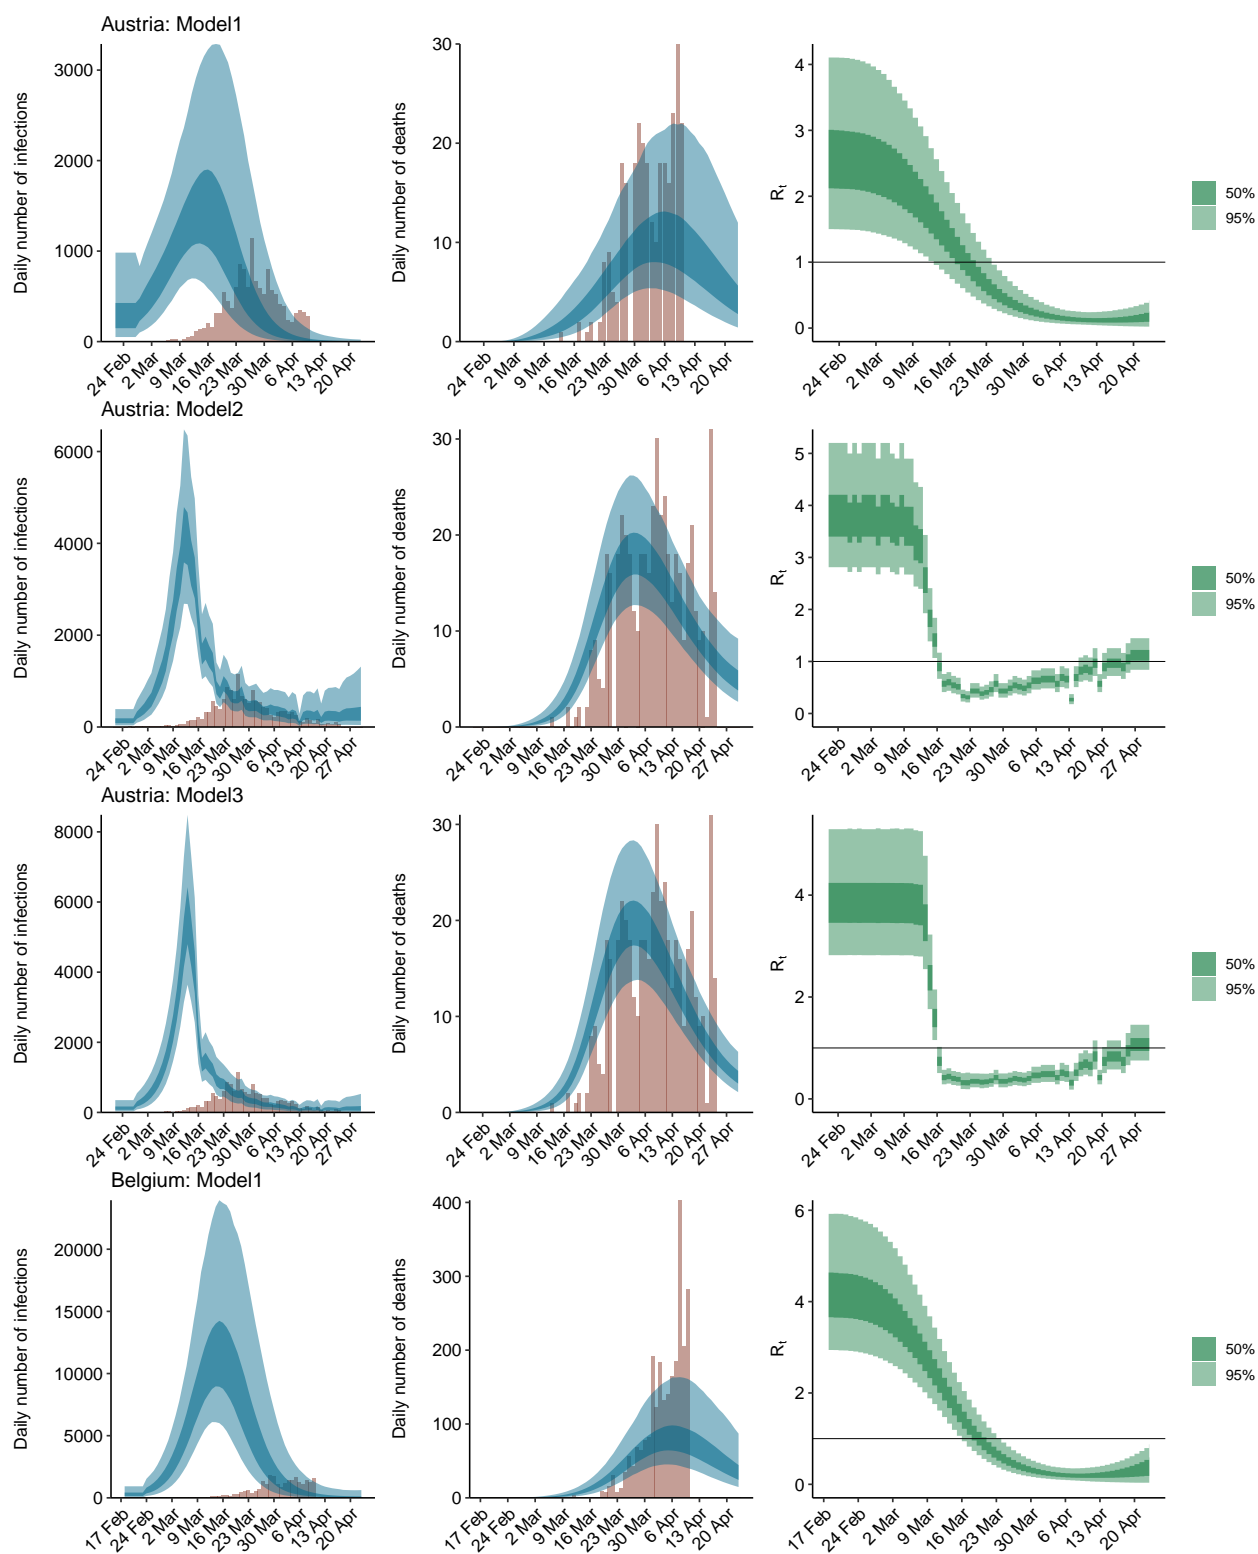 Austria: Model1
Daily number of infections
0
1000
2000
3000
24 Feb
2 Mar
9 Mar
16 Mar
23 Mar
30 Mar
6 Apr
13 Apr
20 Apr
Daily number of deaths
0
10
20
30
24 Feb
2 Mar
9 Mar
16 Mar
23 Mar
30 Mar
6 Apr
13 Apr
20 Apr
Rt
0
1
2
3
4
24 Feb
2 Mar
9 Mar
16 Mar
23 Mar
30 Mar
6 Apr
13 Apr
20 Apr
50%
95%
Austria: Model2
Daily number of infections
0
2000
4000
6000
24 Feb
2 Mar
9 Mar
16 Mar
23 Mar
30 Mar
6 Apr
13 Apr
20 Apr
27 Apr
Daily number of deaths
0
10
20
30
24 Feb
2 Mar
9 Mar
16 Mar
23 Mar
30 Mar
6 Apr
13 Apr
20 Apr
27 Apr
Rt
0
1
2
3
4
5
24 Feb
2 Mar
9 Mar
16 Mar
23 Mar
30 Mar
6 Apr
13 Apr
20 Apr
27 Apr
50%
95%
Austria: Model3
Daily number of infections
0
2000
4000
6000
8000
24 Feb
2 Mar
9 Mar
16 Mar
23 Mar
30 Mar
6 Apr
13 Apr
20 Apr
27 Apr
Daily number of deaths
0
10
20
30
24 Feb
2 Mar
9 Mar
16 Mar
23 Mar
30 Mar
6 Apr
13 Apr
20 Apr
27 Apr
Rt
0
2
4
24 Feb
2 Mar
9 Mar
16 Mar
23 Mar
30 Mar
6 Apr
13 Apr
20 Apr
27 Apr
50%
95%
Belgium: Model1
Daily number of infections
0
5000
10000
15000
20000
17 Feb
24 Feb
2 Mar
9 Mar
16 Mar
23 Mar
30 Mar
6 Apr
13 Apr
20 Apr
Daily number of deaths
0
100
200
300
400
17 Feb
24 Feb
2 Mar
9 Mar
16 Mar
23 Mar
30 Mar
6 Apr
13 Apr
20 Apr
Rt
0
2
4
6
17 Feb
24 Feb
2 Mar
9 Mar
16 Mar
23 Mar
30 Mar
6 Apr
13 Apr
20 Apr
50%
95%